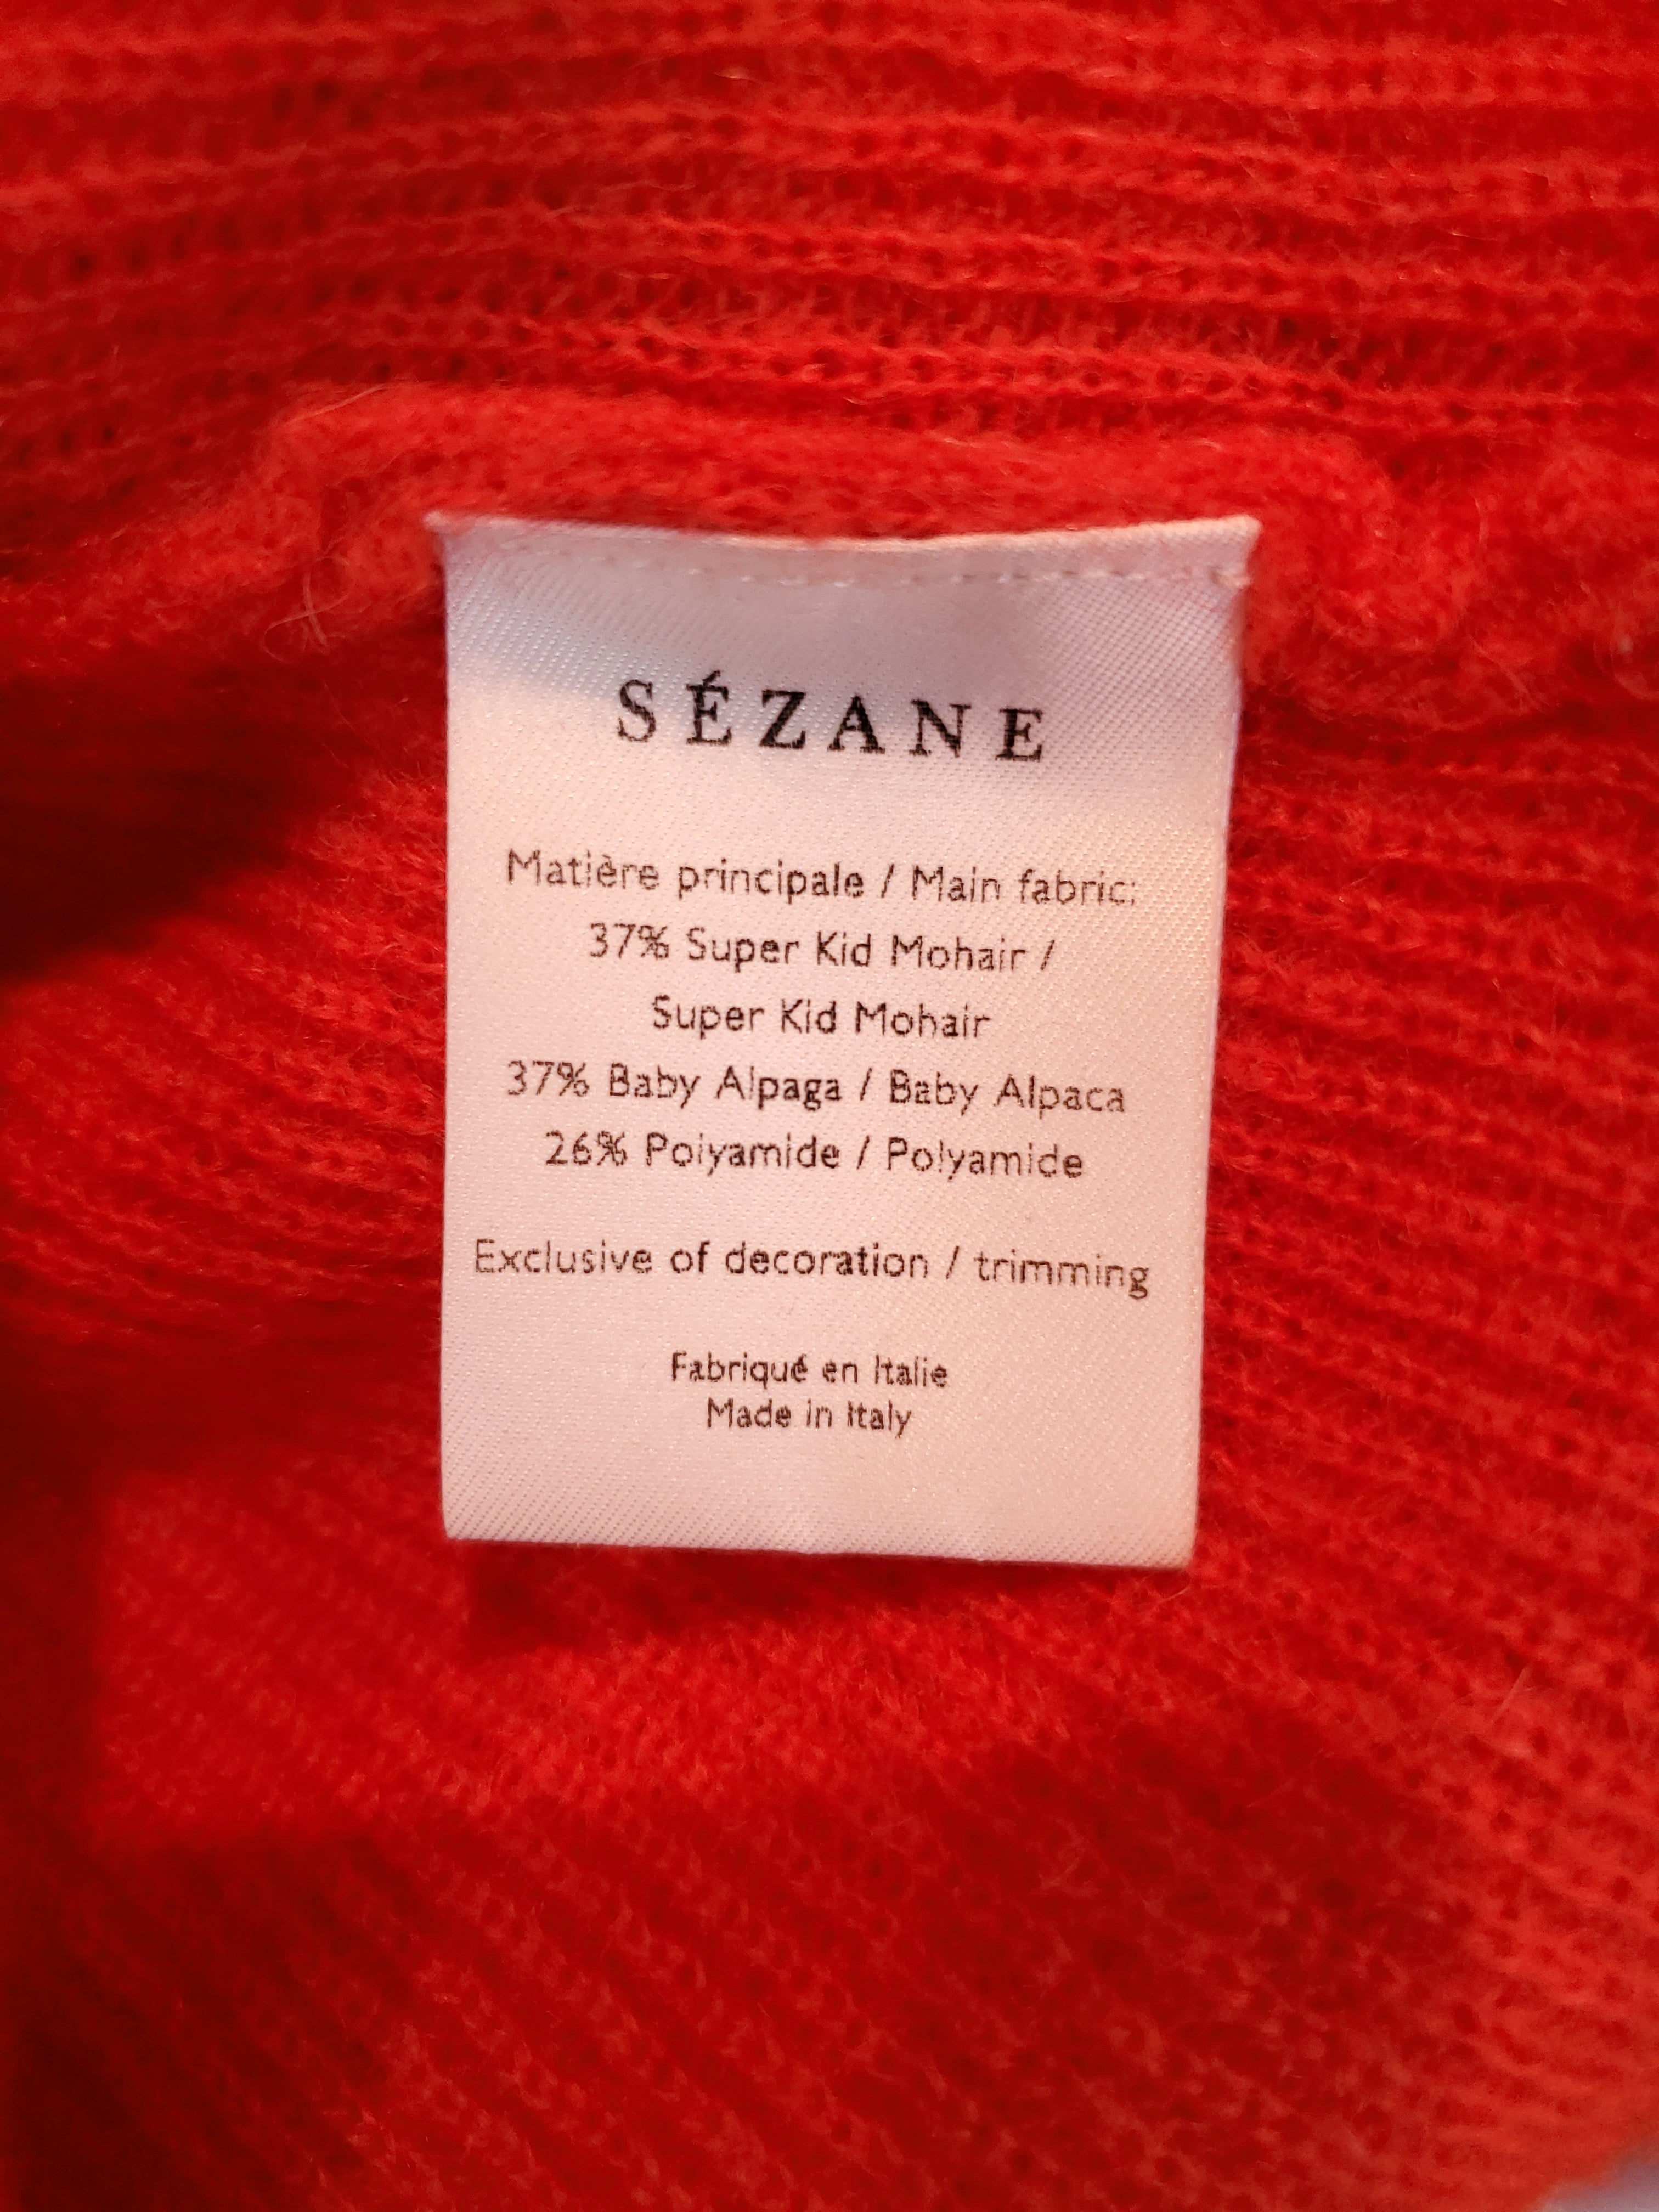 SÉZANE
Matière principale / Main fabric:
37% Super Kid Mohair /
Super Kid Mohair
37% Baby Alpaga / Baby Alpaca
26% Polyamide / Polyamide
Exclusive of decoration / trimming
Fabriqué en Italie
Made in Italy